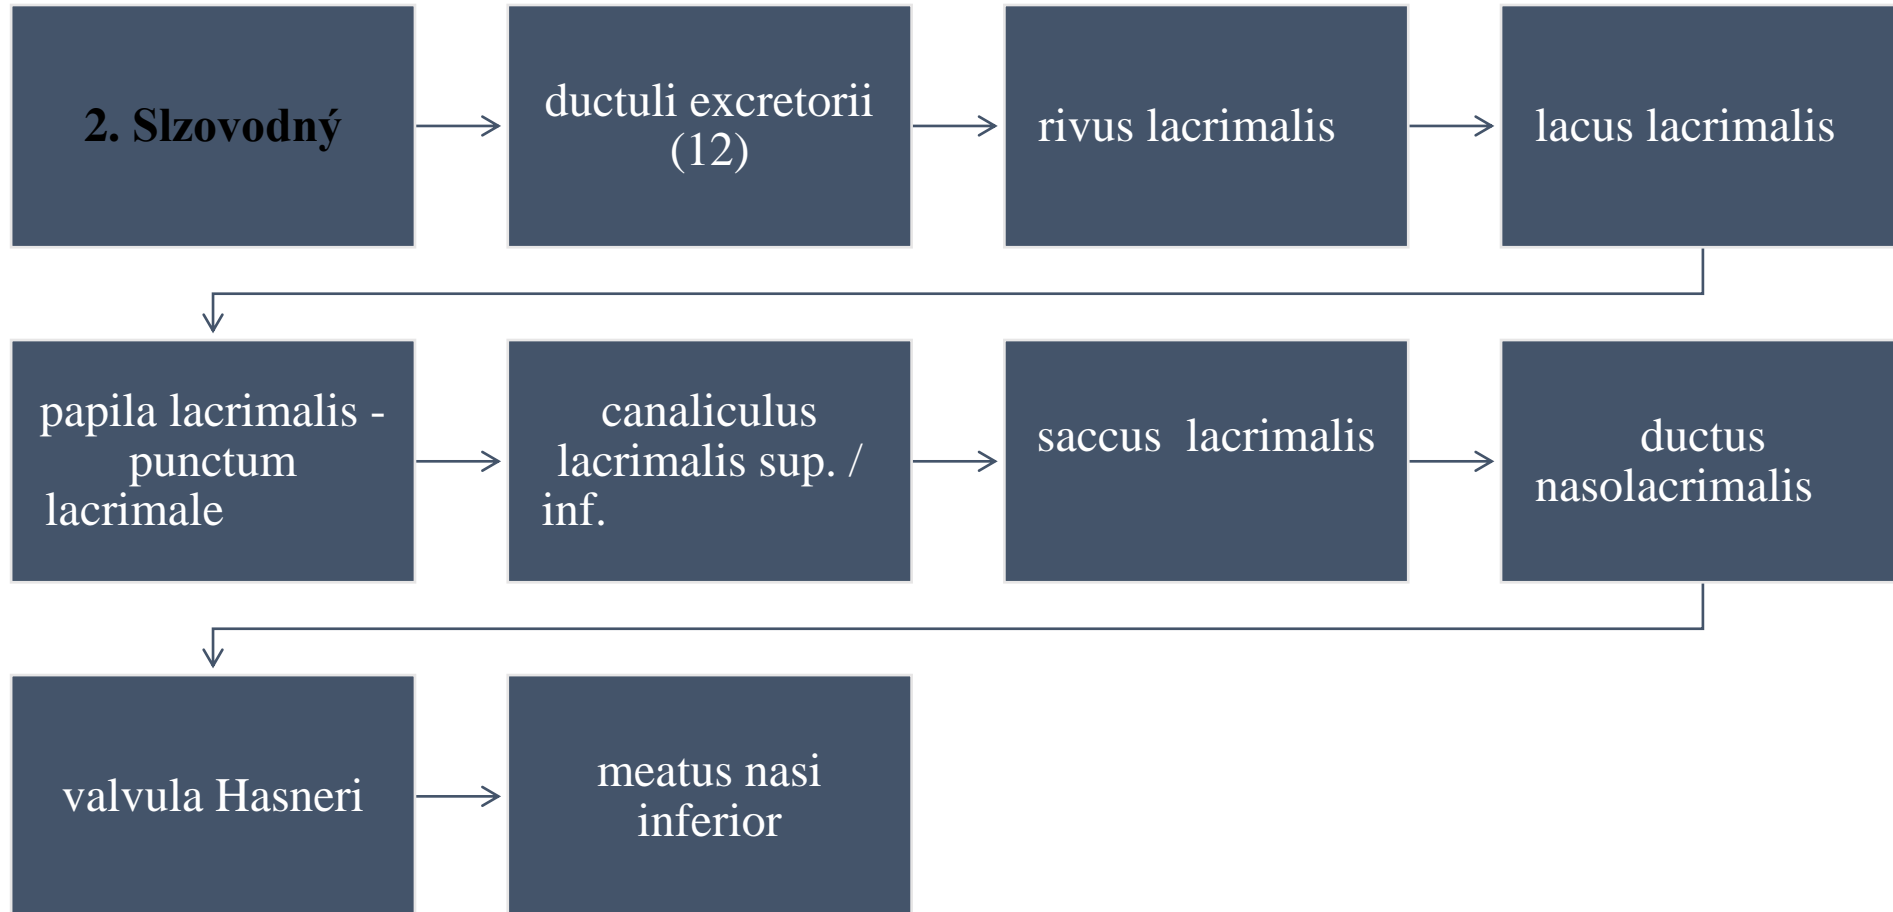 2. Slzovodný
ductuli excretorii
(12)
rivus lacrimalis
lacus lacrimalis
papila lacrimalis -
punctum
lacrimale
canaliculus
lacrimalis sup. /
inf.
saccus lacrimalis
ductus
nasolacrimalis
valvula Hasneri
meatus nasi
inferior